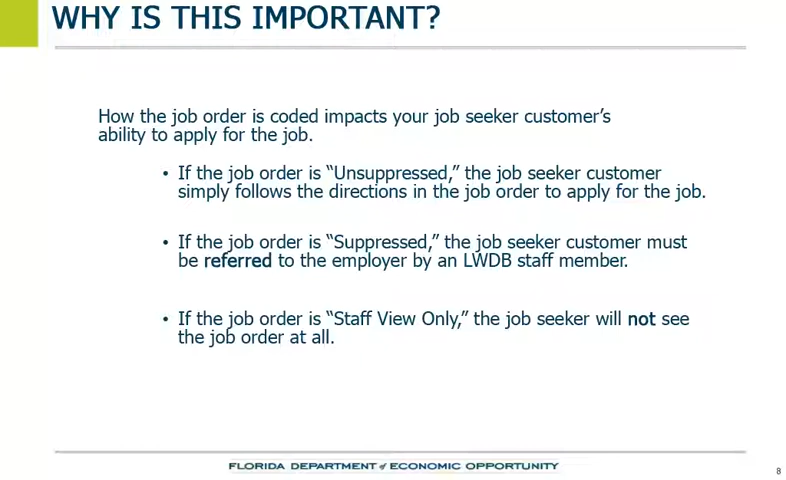 WHY IS THIS IMPORTANT?
How the job order is coded impacts your job seeker customer’s
ability to apply for the job.
• If the job order is “Unsuppressed,” the job seeker customer
simply follows the directions in the job order to apply for the job.
• If the job order is “Suppressed,” the job seeker customer must
be referred to the employer by an LWDB staff member.
• If the job order is “Staff View Only,” the job seeker will not see
the job order at all.
FLORIDA DEPARTMENT of ECONOMIC OPPORTUNITY
8